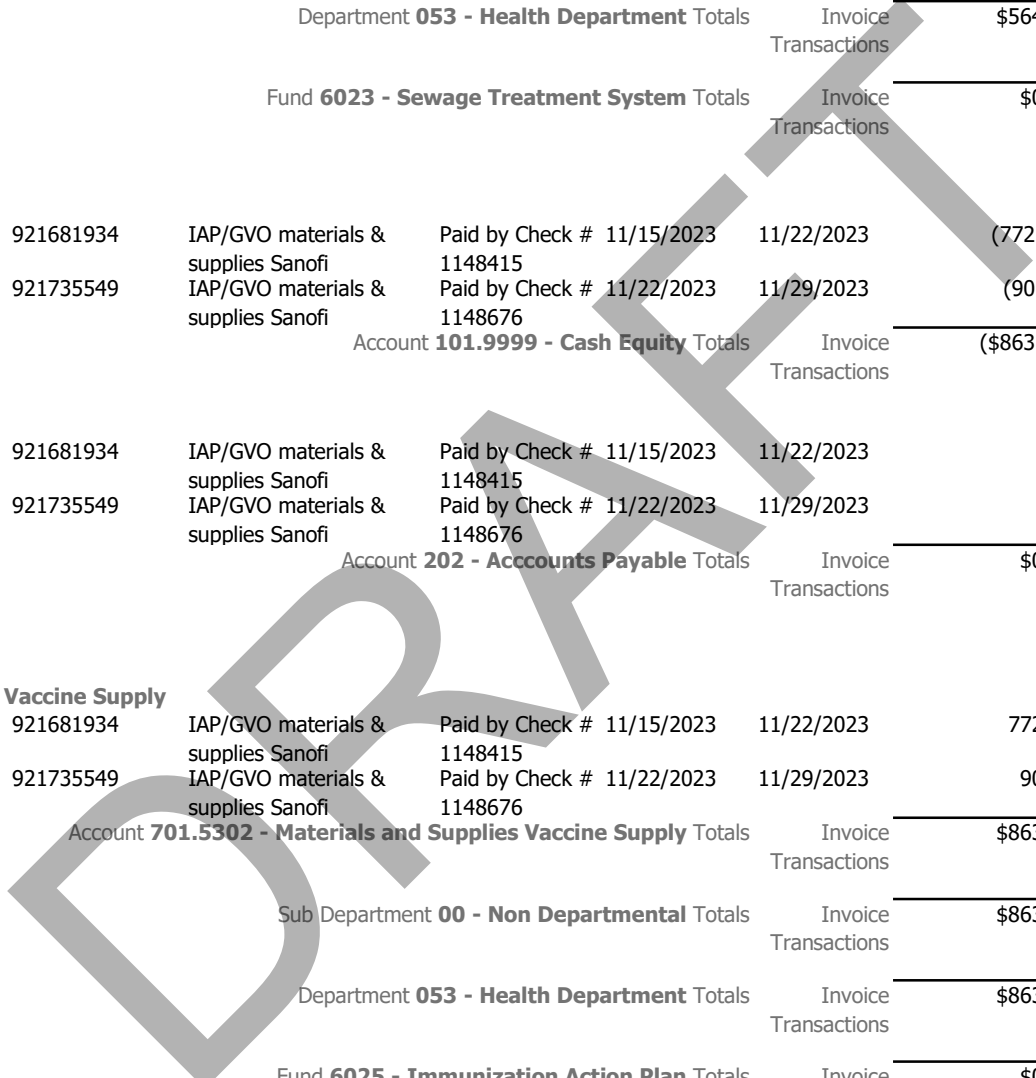 Department 053 - Health Department Totals Invoice $564
Transactions
Fund 6023 - Sewage Treatment System Totals Invoice $0
Transactions
921681934 IAP/GVO materials & Paid by Check # 11/15/2023 11/22/2023 (772
supplies Sanofi 1148415
921735549 IAP/GVO materials & Paid by Check # 11/22/2023 11/29/2023 (90
supplies Sanofi 1148676
Account 101.9999 - Cash Equity Totals Invoice ($863
Transactions
921681934 IAP/GVO materials & Paid by Check # 11/15/2023 11/22/2023
supplies Sanofi 1148415
921735549 IAP/GVO materials & Paid by Check # 11/22/2023 11/29/2023
supplies Sanofi 1148676
Account 202 - Acccounts Payable Totals Invoice $0
Transactions
Vaccine Supply
921681934 IAP/GVO materials & Paid by Check # 11/15/2023 11/22/2023 772
supplies Sanofi 1148415
921735549 IAP/GVO materials & Paid by Check # 11/22/2023 11/29/2023 90
supplies Sanofi 1148676
Account 701.5302 - Materials and Supplies Vaccine Supply Totals Invoice $863
Transactions
Sub Department 00 - Non Departmental Totals Invoice $863
Transactions
Department 053 - Health Department Totals Invoice $863
Transactions
Fund 6025 - Immunization Action Plan Totals Invoice $0
DRAFT